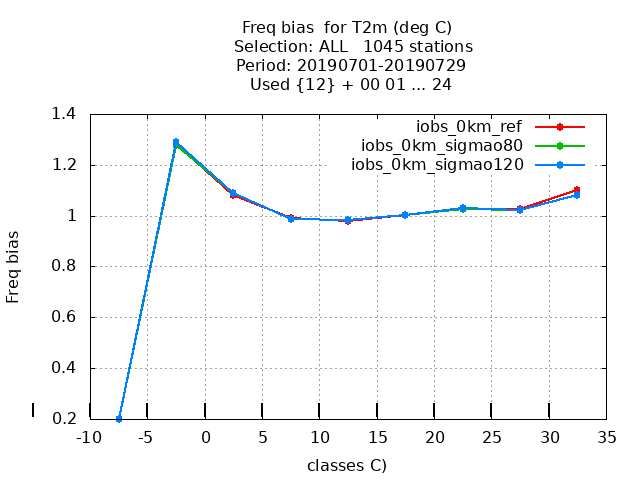 Freq bias for T2m (deg C)
Selection: ALL 1045 stations
Period: 20190701-20190729
Used {12} + 00 01 ... 24
1.4
iobs_0km_ref
iobs_0km_sigmao80
1.2
iobs_0km_sigmao120
1
Freq bias
0.8
0.6
0.4
0.2
-10 -5 0 5 10 15 20 25 30 35
classes C)